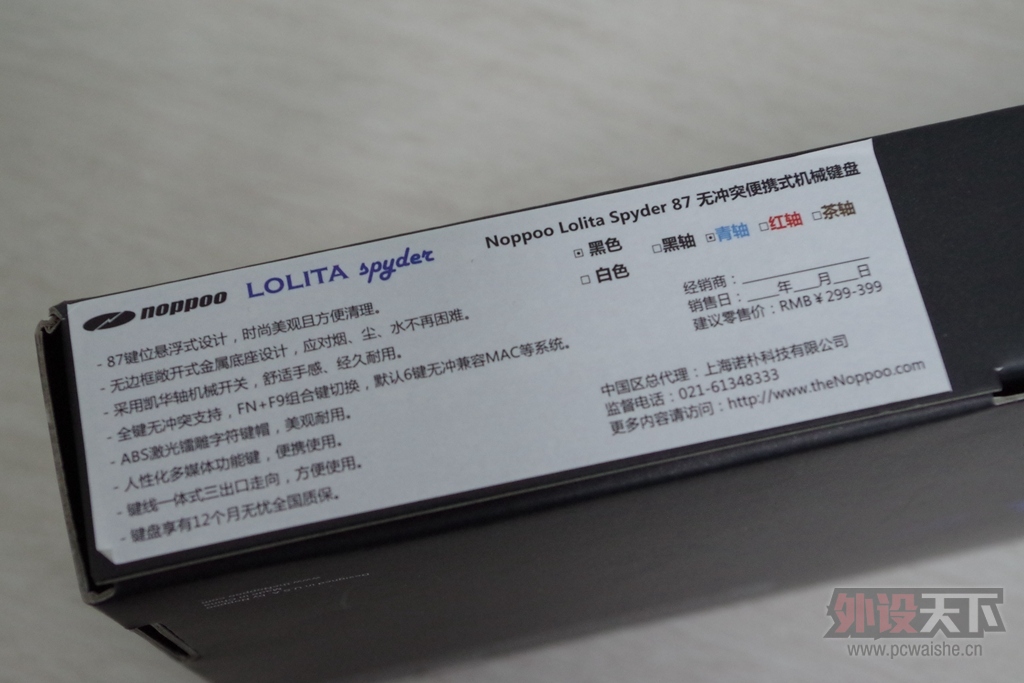 noppoo LOLITA spyder
Noppoo Lolita Spyder 87 无冲突便携式机械键盘
☑黑色 □黑轴 ☑青轴 □红轴 □茶轴
□白色
- 87键位悬浮式设计，时尚美观且方便清理。
- 无边框敞开式金属底座设计，应对烟、尘、水不再困难。
- 采用凯华轴机械开关，舒适手感、经久耐用。
- 全键无冲突支持，FN+F9组合键切换，默认6键无冲兼容MAC等系统。
- ABS激光镭雕字符键帽，美观耐用。
- 人性化多媒体功能键，便携使用。
- 键线一体式三出口走向，方便使用。
- 键盘享有12个月无忧全国质保。
经销商：__________
销售日：____年___月___日
建议零售价：RMB￥299-399
中国区总代理：上海诺朴科技有限公司
监督电话：021-61348333
更多内容请访问：http://www.theNoppoo.com
外设天下
www.pcwaishe.cn